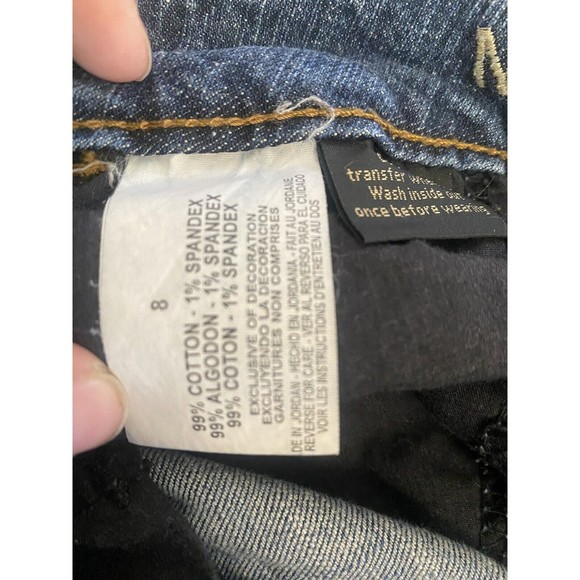 8
99% COTTON - 1% SPANDEX
99% ALGODON - 1% SPANDEX
99% COTON - 1% SPANDEX
EXCLUSIVE OF DECORATION
EXCLUYENDO LA DECORACION
GARNITURES NON COMPRISES
DE IN JORDAN - HECHO EN JORDANIA - FAIT AU JORDANIE
REVERSE FOR CARE - VER AL REVERSO PARA EL CUIDADO
VOIR LES INSTRUCTIONS D'ENTRETIEN AU DOS
transfer
Wash inside out
once before wearing